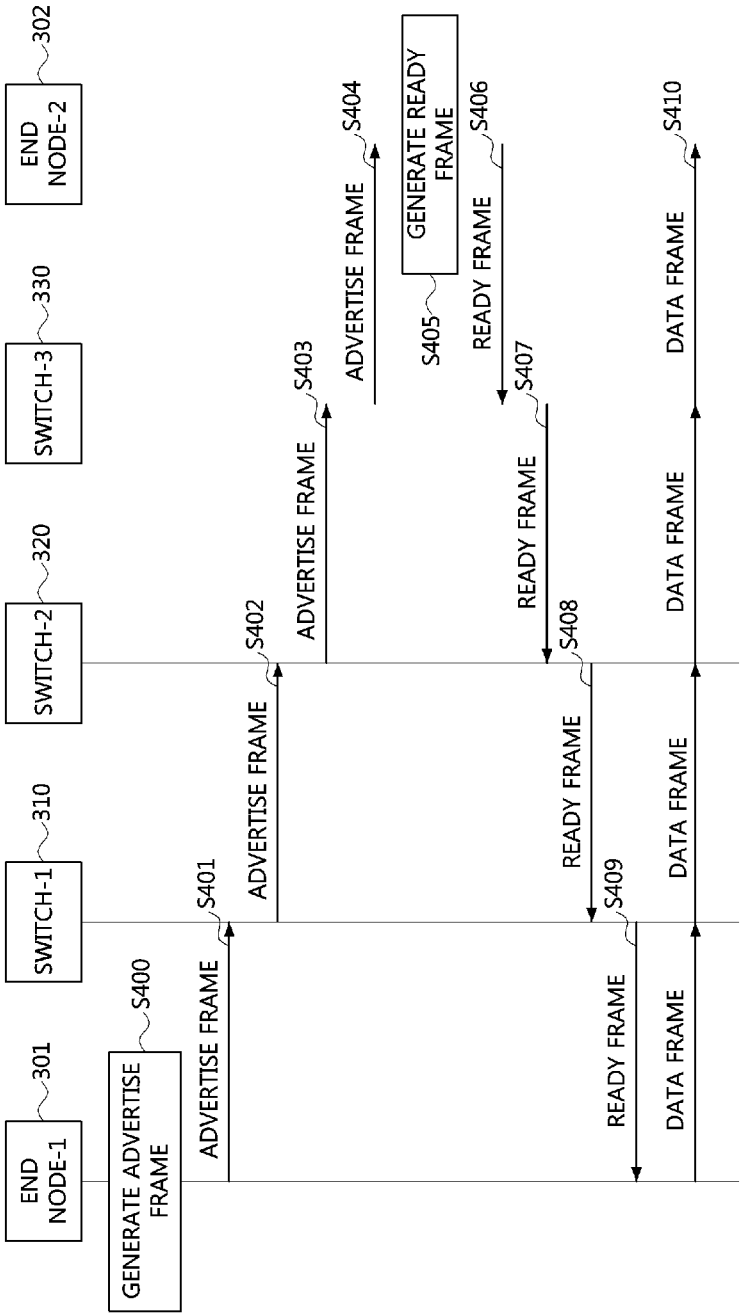 301
END
NODE-1
310
SWITCH-1
320
SWITCH-2
330
SWITCH-3
302
END
NODE-2
GENERATE ADVERTISE
FRAME
S400
ADVERTISE FRAME
S401
ADVERTISE FRAME
S402
ADVERTISE FRAME
S403
ADVERTISE FRAME
S404
S405
GENERATE READY
FRAME
READY FRAME
S406
READY FRAME
S407
READY FRAME
S408
READY FRAME
S409
DATA FRAME
DATA FRAME
DATA FRAME
DATA FRAME
S410